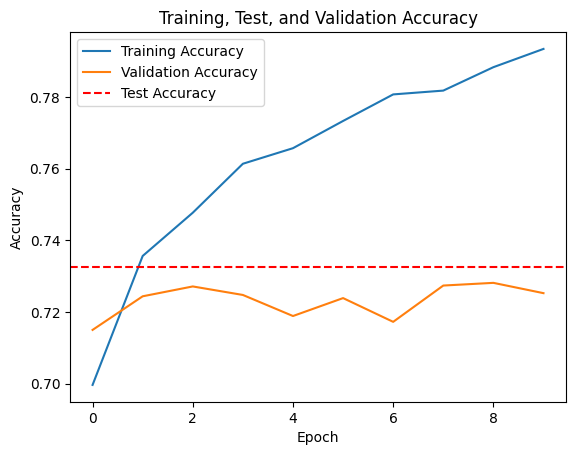 Training, Test, and Validation Accuracy
Training Accuracy
Validation Accuracy
Test Accuracy
Accuracy
0.78
0.76
0.74
0.72
0.70
0 2 4 6 8
Epoch